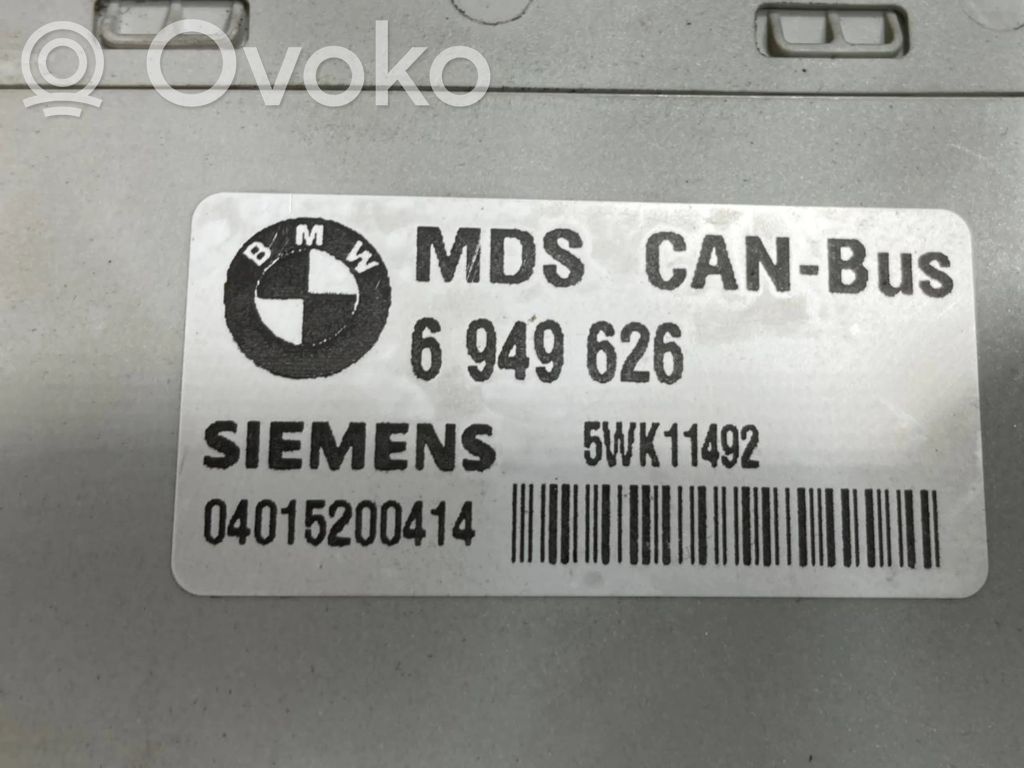 Ovoko
BMW
MDS CAN-Bus
6 949 626
SIEMENS 5WK11492
04015200414